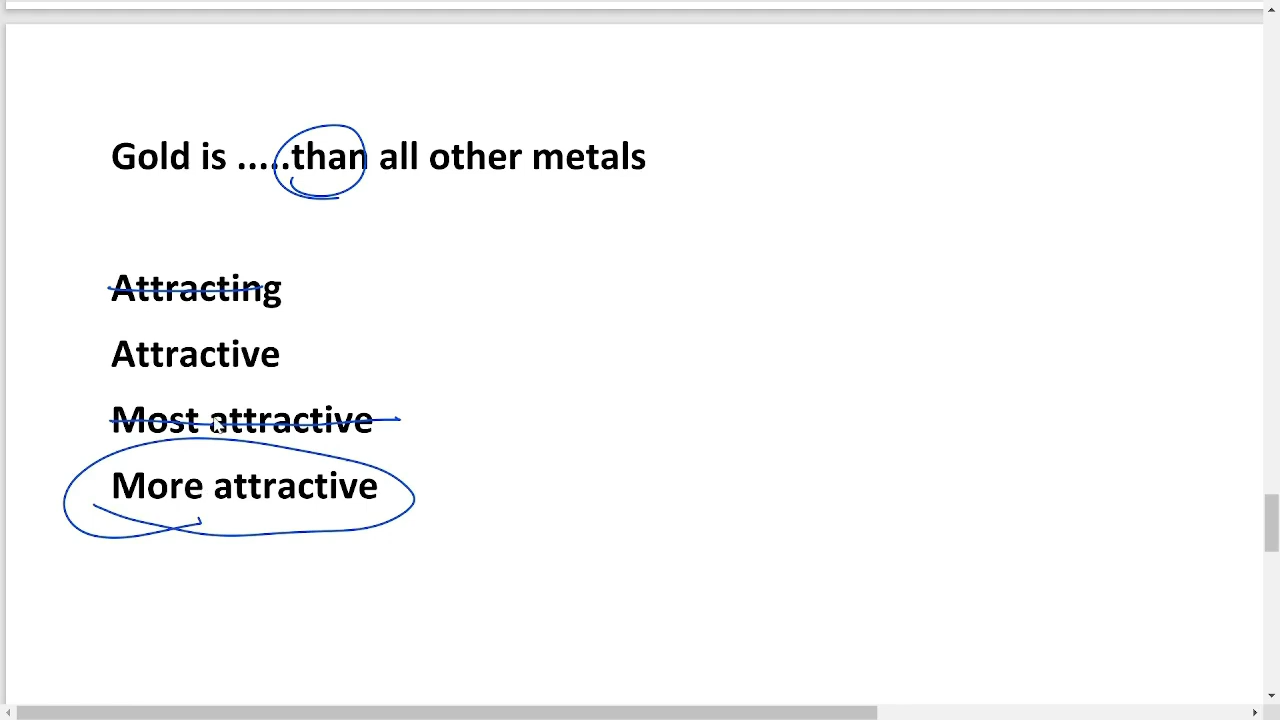 Gold is .....than all other metals
Attracting
Attractive
Most attractive
More attractive